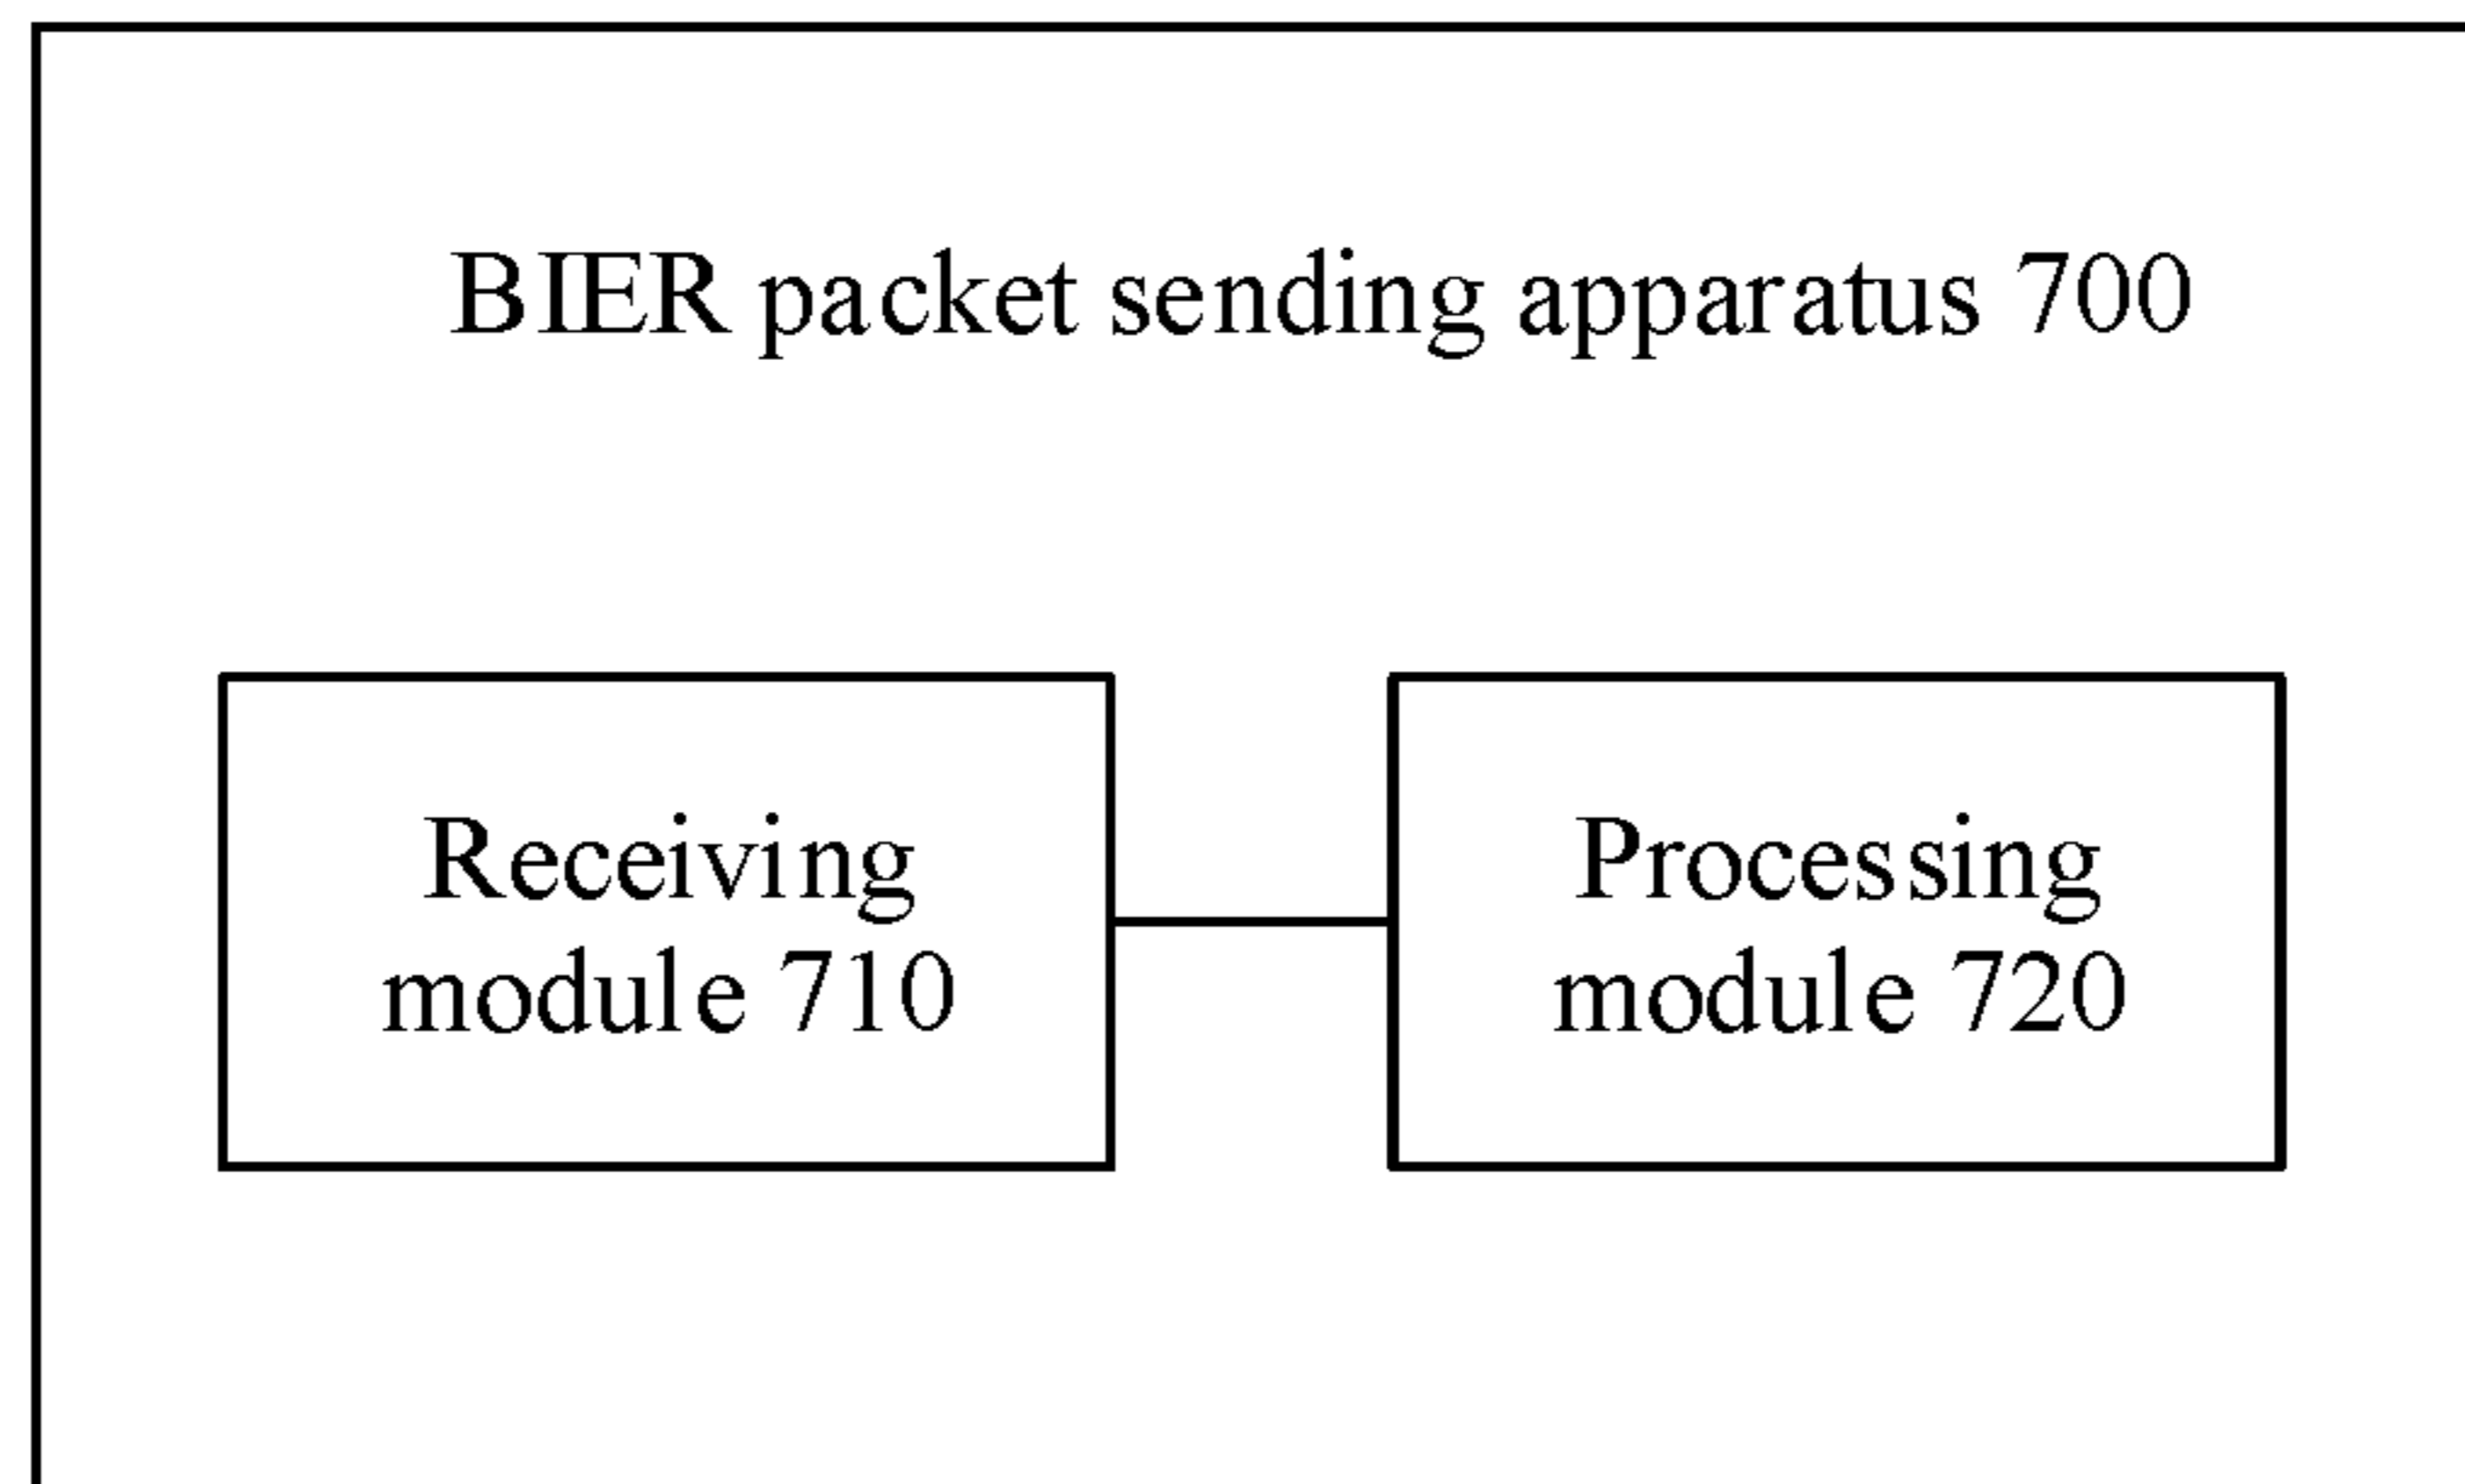 BIER packet sending apparatus 700
Receiving
module 710
Processing
module 720